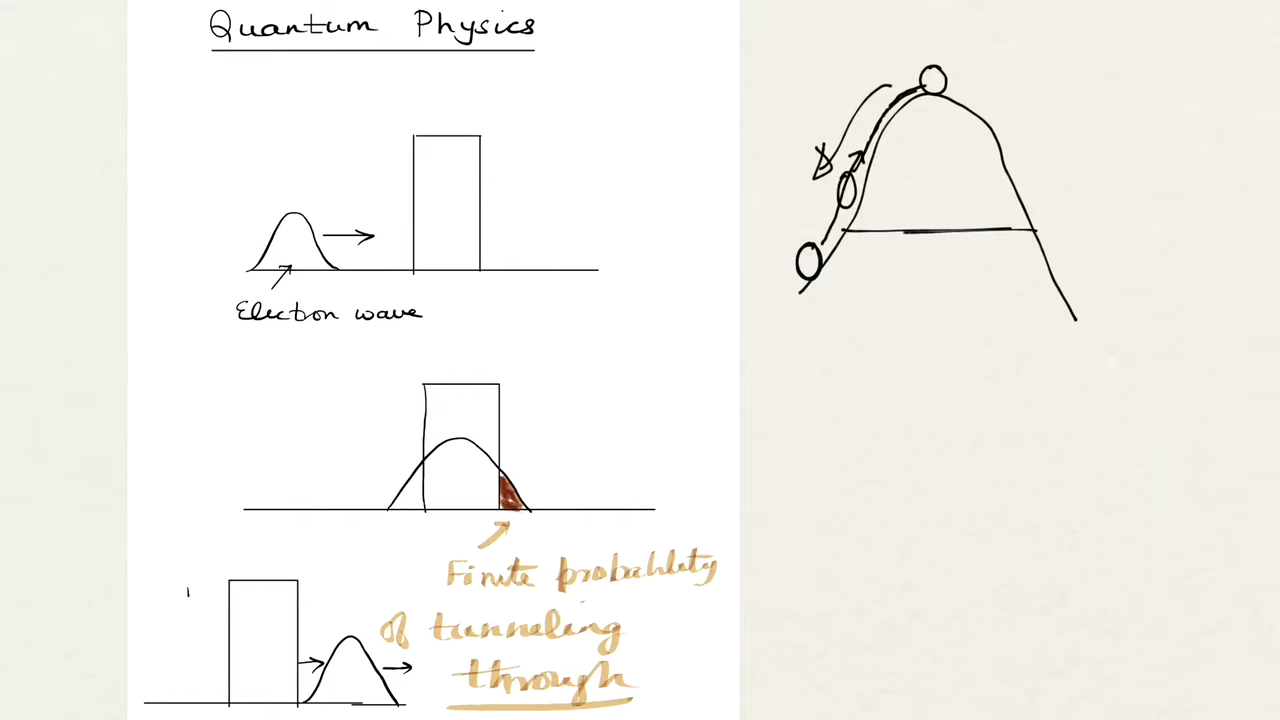 Quantum Physics
Electron wave
Finite probability
of tunneling
through